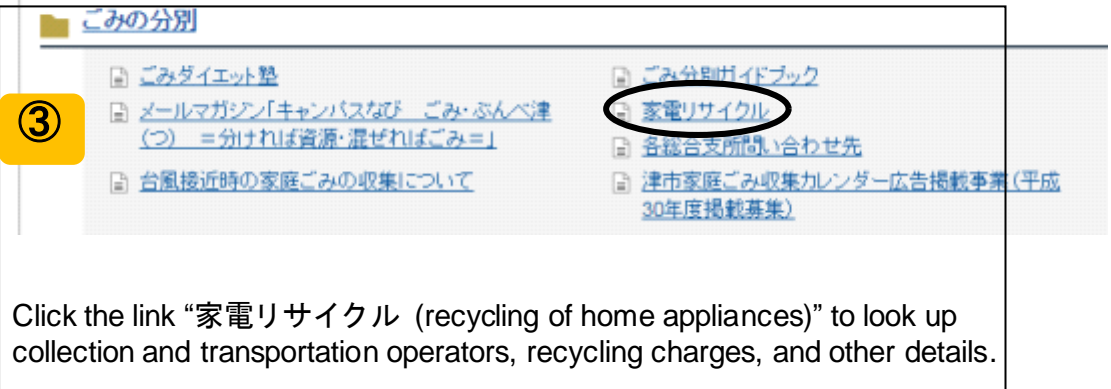 ごみの分別
ごみダイエット塾
メールマガジン「キャンパスなび ごみ・ぶんべ津
(つ) =分ければ資源・混ぜればごみ=」
台風接近時の家庭ごみの収集について
ごみ分別ガイドブック
家電リサイクル
各総合支所問い合わせ先
津市家庭ごみ収集カレンダー広告掲載事業(平成
30年度掲載募集)
③
Click the link “家電リサイクル (recycling of home appliances)” to look up
collection and transportation operators, recycling charges, and other details.